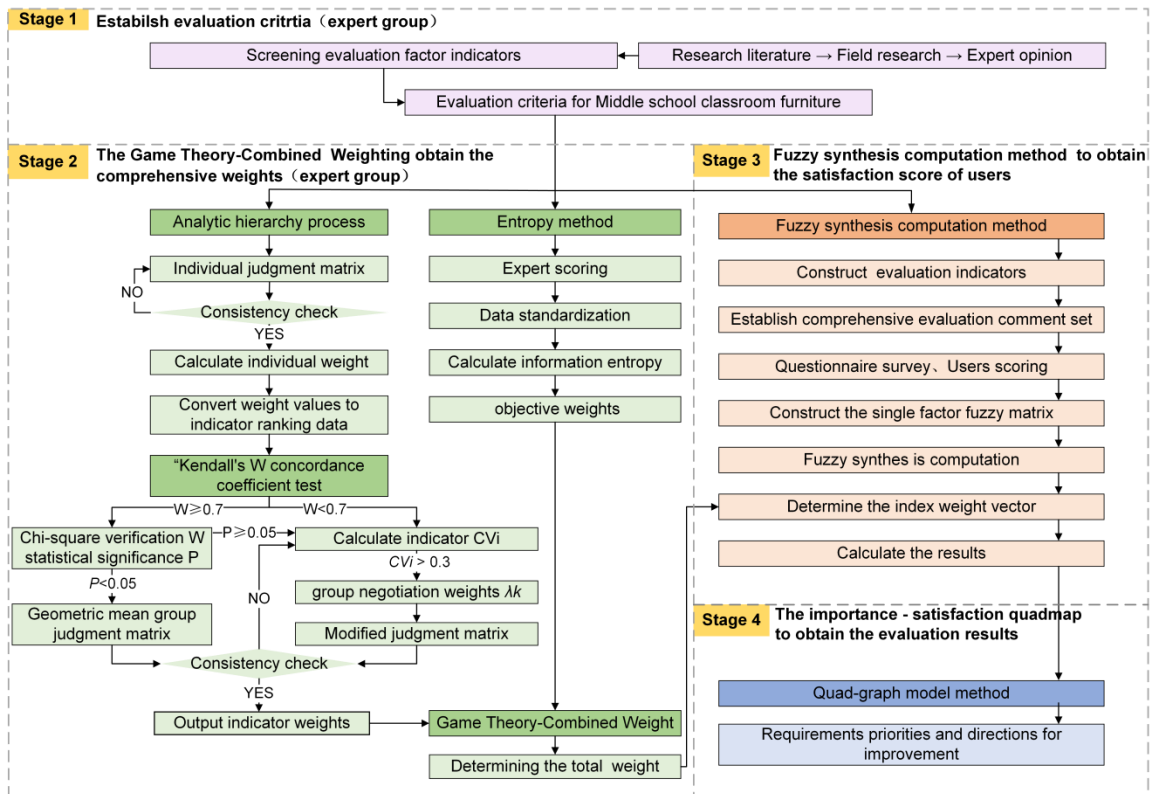 Stage 1
Estabilsh evaluation critrtia（expert group）
Screening evaluation factor indicators
Research literature → Field research → Expert opinion
Evaluation criteria for Middle school classroom furniture
Stage 2
The Game Theory-Combined Weighting obtain the
comprehensive weights（expert group）
Analytic hierarchy process
Individual judgment matrix
NO
Consistency check
YES
Calculate individual weight
Convert weight values to
indicator ranking data
“Kendall's W concordance
coefficient test
W≥0.7
W<0.7
Chi-square verification W
statistical significance P
P≥0.05
Calculate indicator CVi
P<0.05
NO
CVi > 0.3
Geometric mean group
judgment matrix
group negotiation weights λk
Modified judgment matrix
Consistency check
YES
Output indicator weights
Entropy method
Expert scoring
Data standardization
Calculate information entropy
objective weights
Game Theory-Combined Weight
Determining the total weight
Stage 3
Fuzzy synthesis computation method to obtain
the satisfaction score of users
Fuzzy synthesis computation method
Construct evaluation indicators
Establish comprehensive evaluation comment set
Questionnaire survey、Users scoring
Construct the single factor fuzzy matrix
Fuzzy synthes is computation
Determine the index weight vector
Calculate the results
Stage 4
The importance - satisfaction quadmap
to obtain the evaluation results
Quad-graph model method
Requirements priorities and directions for
improvement